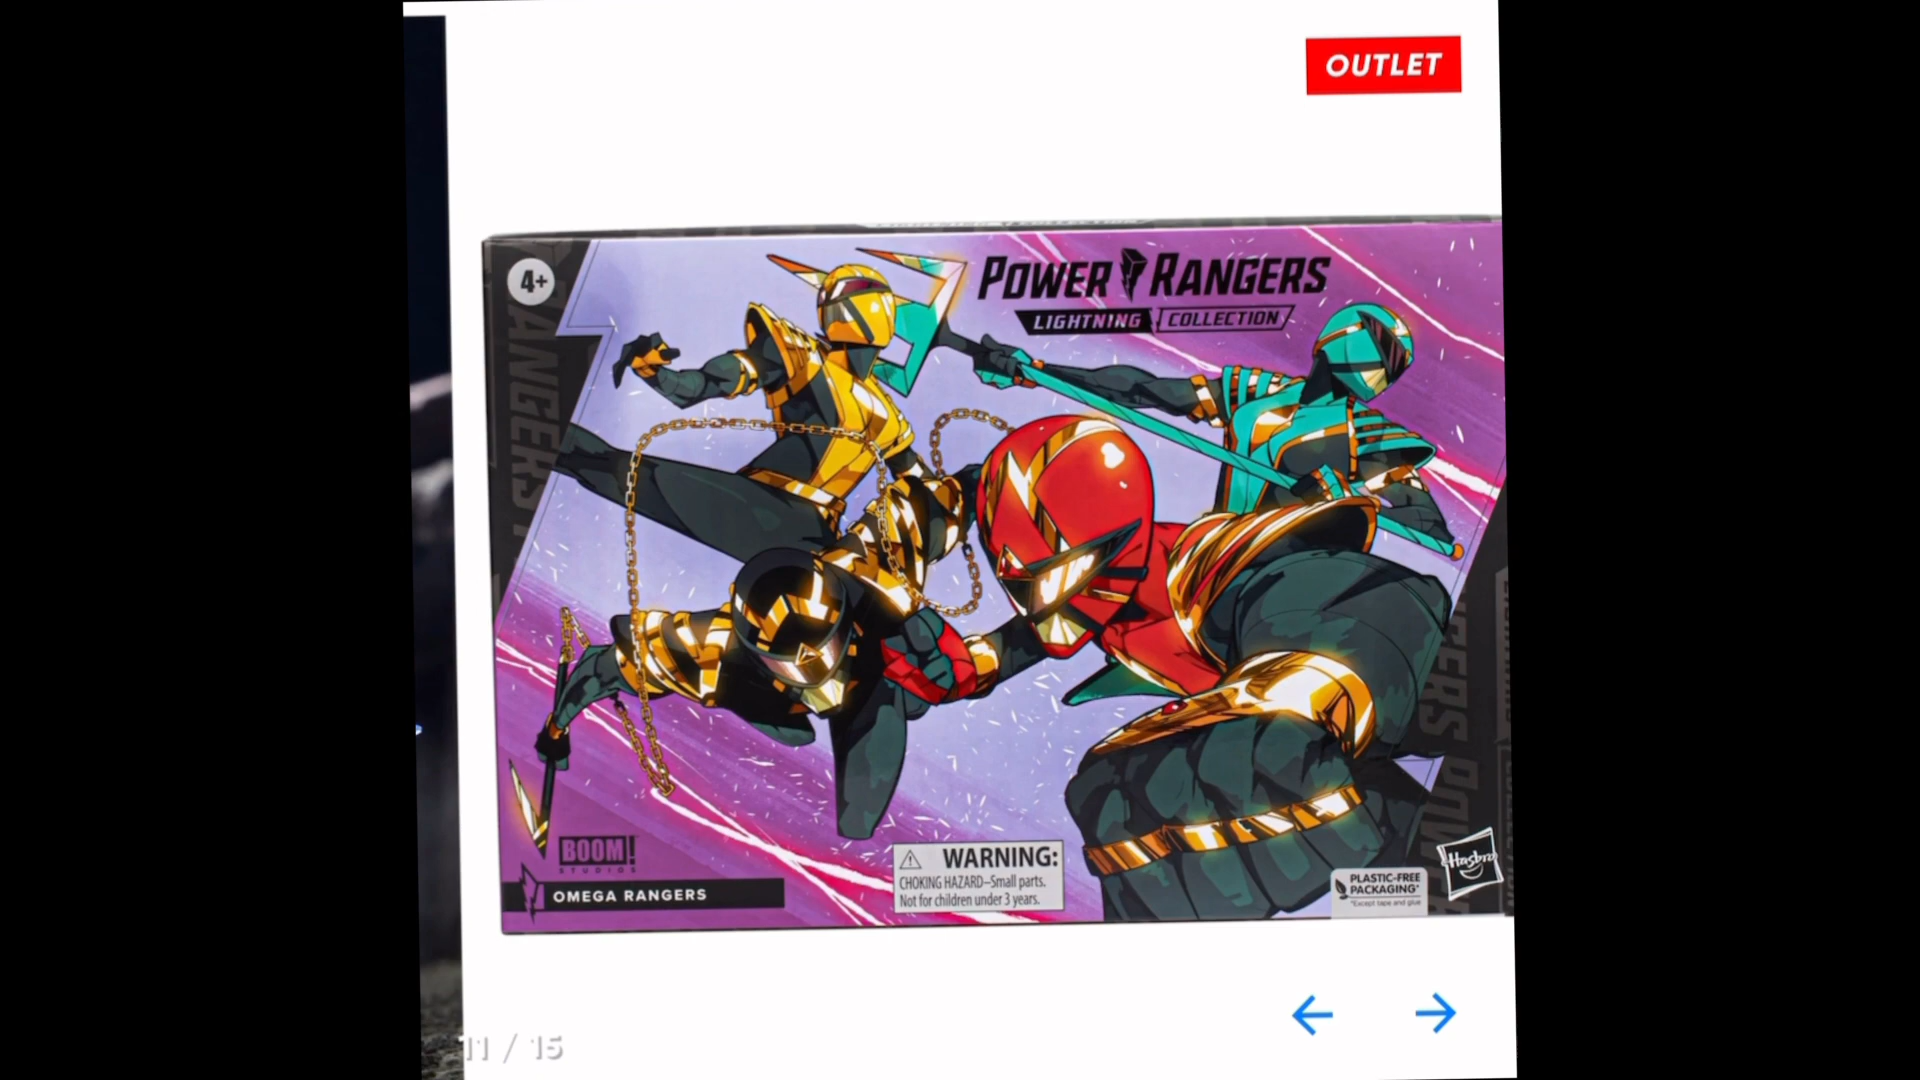 OUTLET
4+
POWER RANGERS
LIGHTNING COLLECTION
RANGERS
BOOM!
STUDIOS
OMEGA RANGERS
WARNING:
CHOKING HAZARD–Small parts.
Not for children under 3 years.
PLASTIC-FREE
PACKAGING*
*Except tape and glue
Hasbro
11 / 15